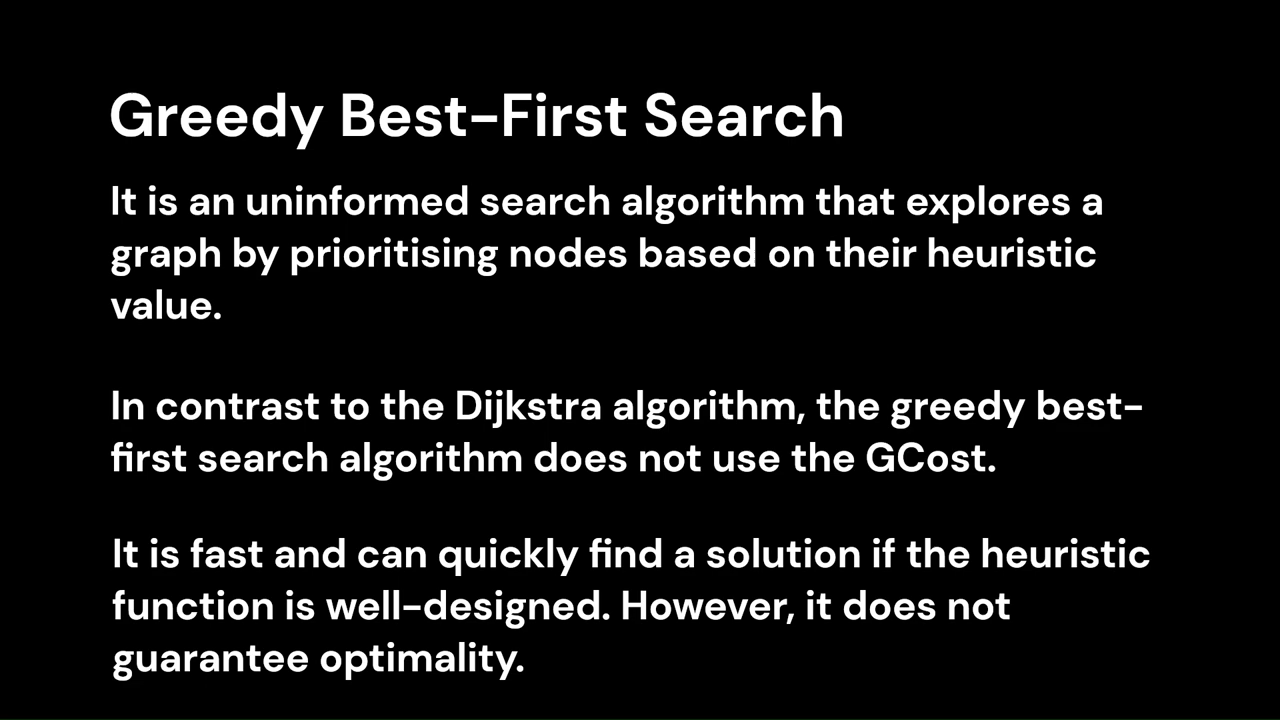 Greedy Best-First Search
It is an uninformed search algorithm that explores a
graph by prioritising nodes based on their heuristic
value.
In contrast to the Dijkstra algorithm, the greedy best-
first search algorithm does not use the GCost.
It is fast and can quickly find a solution if the heuristic
function is well-designed. However, it does not
guarantee optimality.